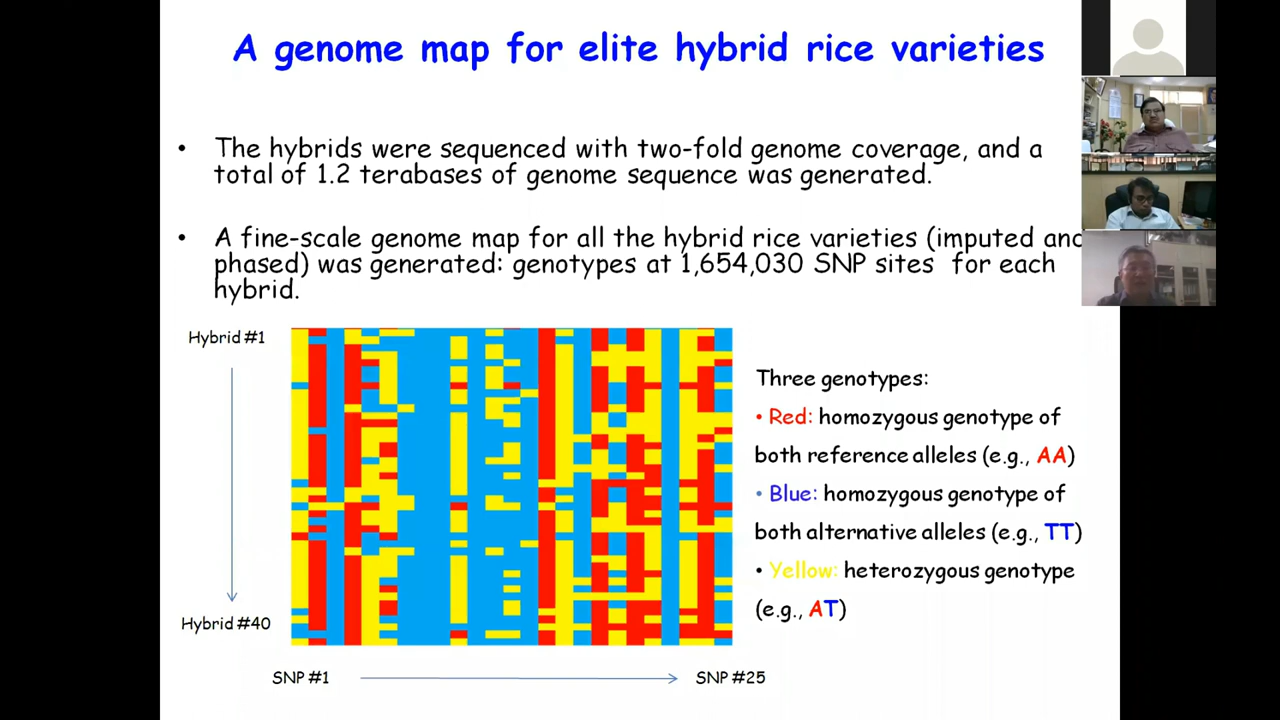 A genome map for elite hybrid rice varieties
• The hybrids were sequenced with two-fold genome coverage, and a
total of 1.2 terabases of genome sequence was generated.
• A fine-scale genome map for all the hybrid rice varieties (imputed and
phased) was generated: genotypes at 1,654,030 SNP sites for each
hybrid.
Hybrid #1
Three genotypes:
• Red: homozygous genotype of
both reference alleles (e.g., AA)
• Blue: homozygous genotype of
both alternative alleles (e.g., TT)
• Yellow: heterozygous genotype
(e.g., AT)
Hybrid #40
SNP #1
SNP #25